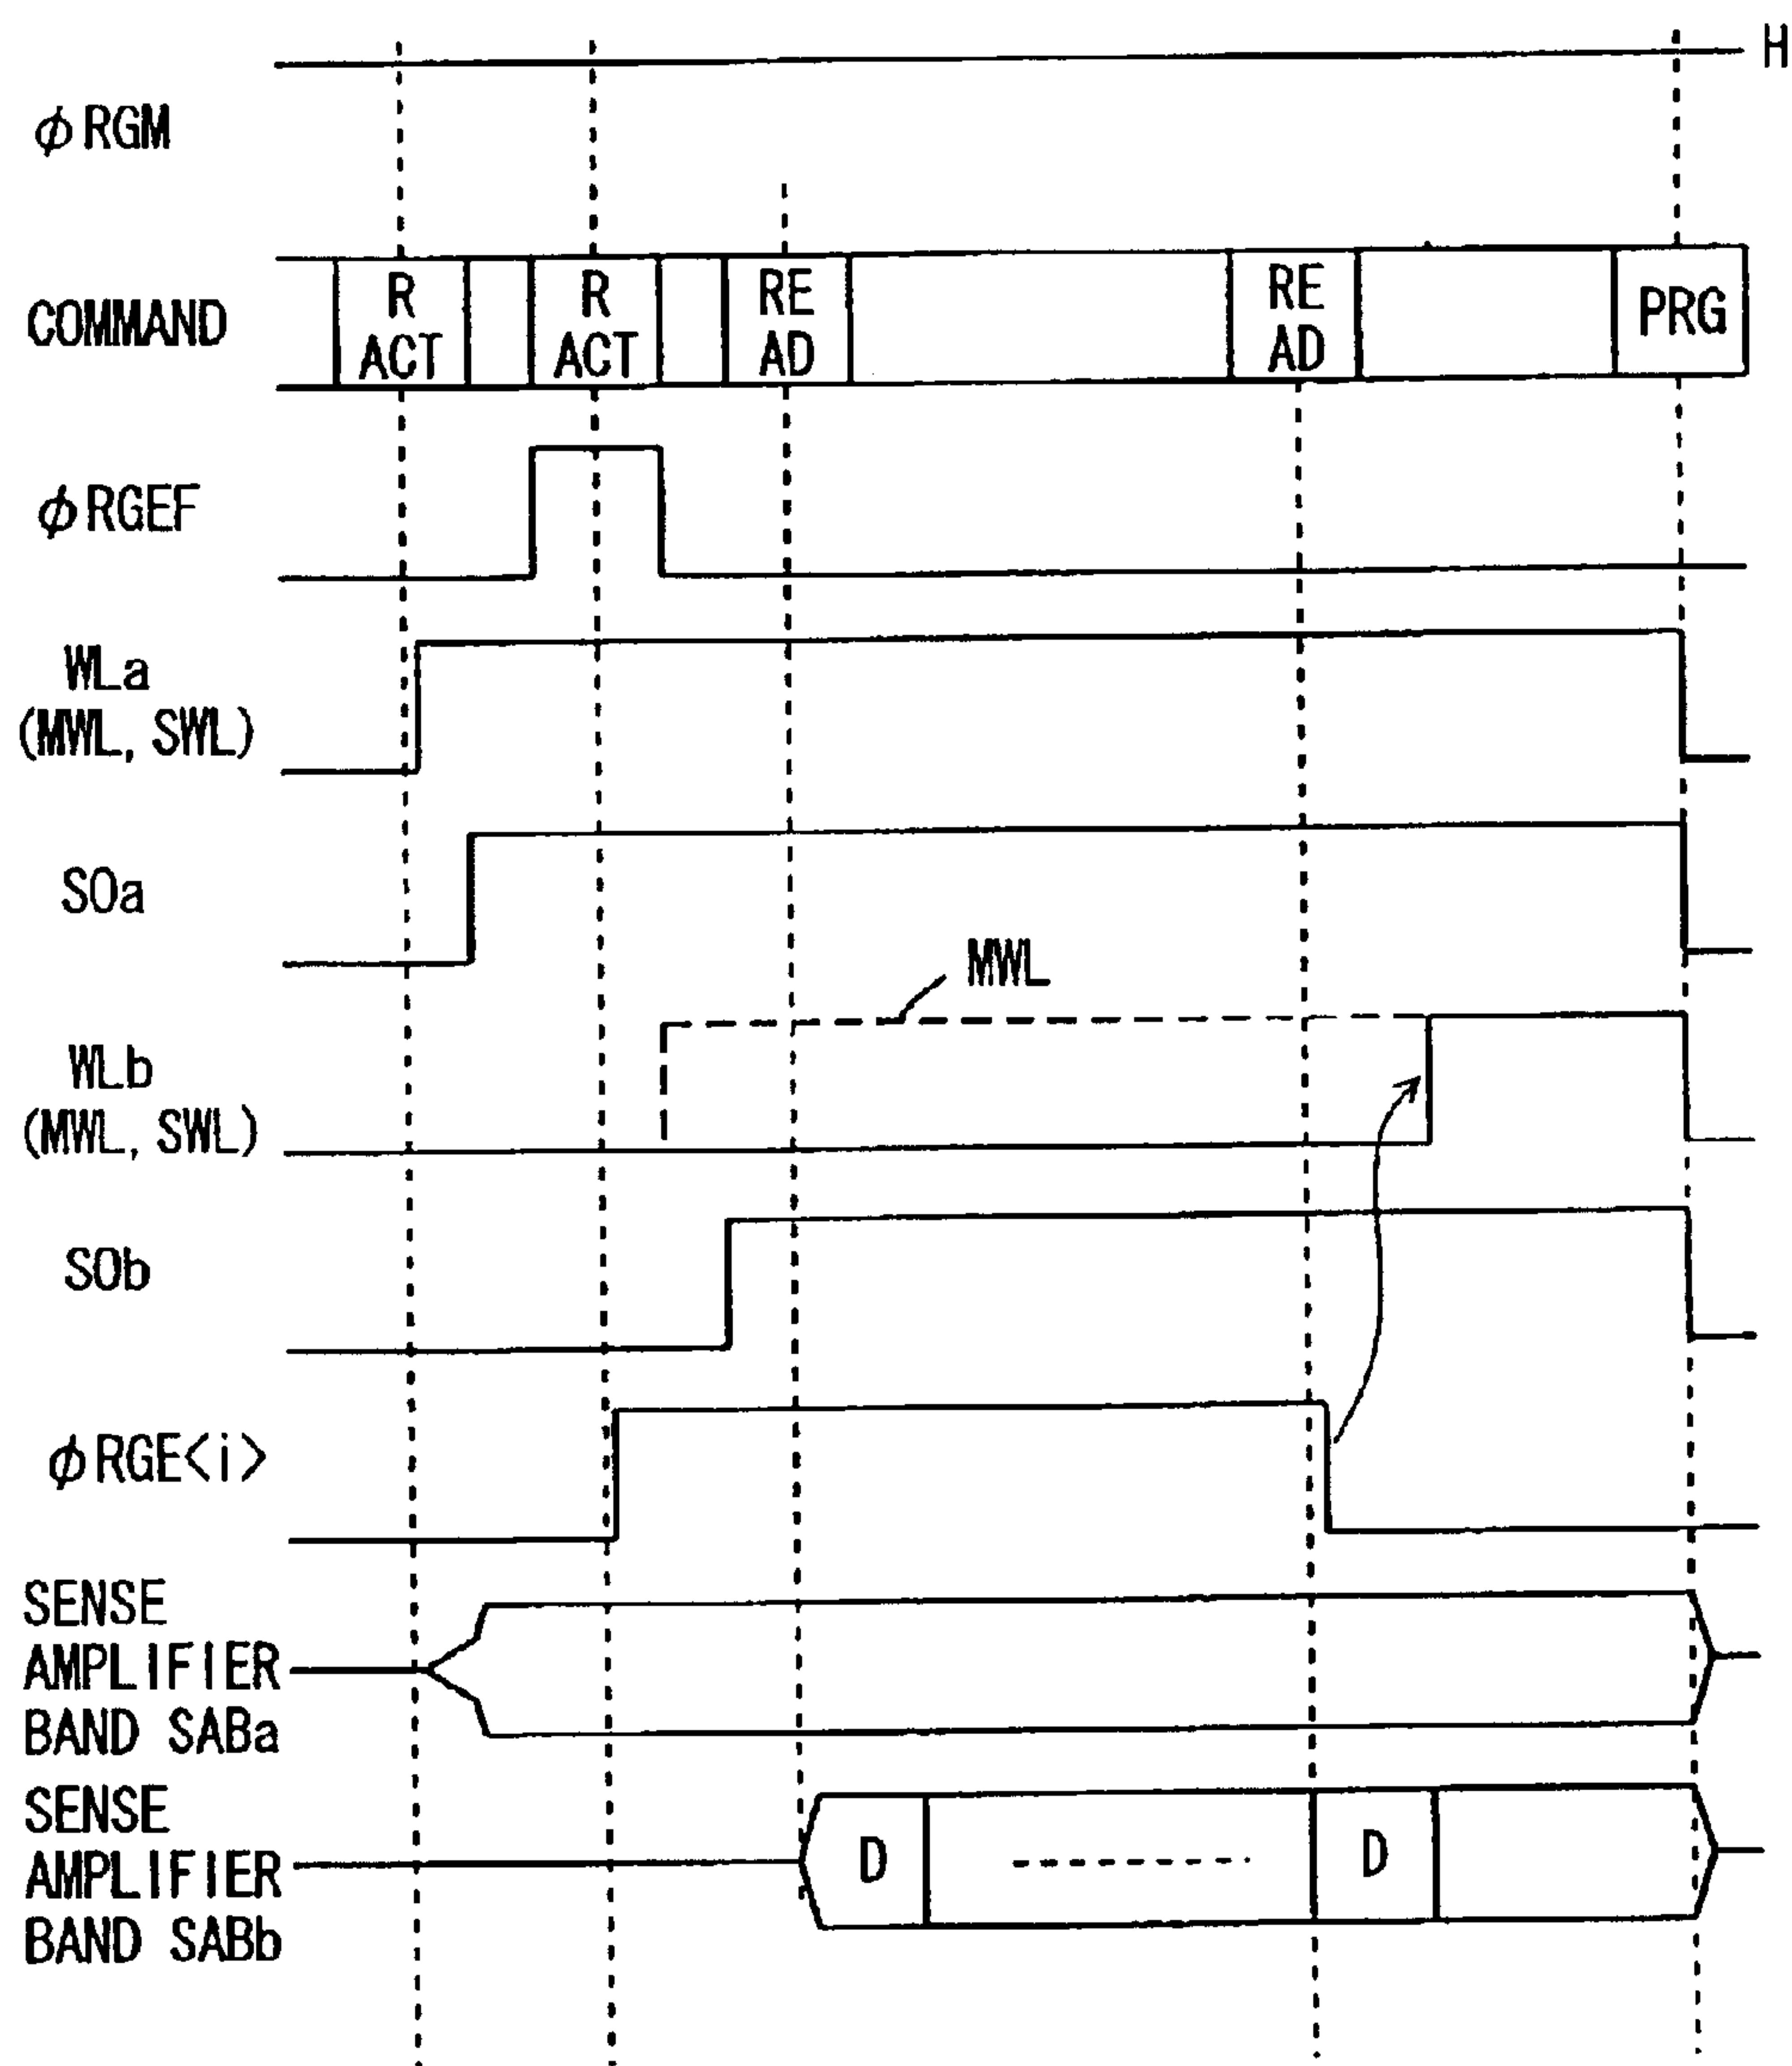 H
φRGM
COMMAND
R
ACT
R
ACT
RE
AD
RE
AD
PRG
φRGEF
WLa
(MWL, SWL)
SOa
MWL
WLb
(MWL, SWL)
SOb
φRGE<i>
SENSE
AMPLIFIER
BAND SABa
SENSE
AMPLIFIER
BAND SABb
D
D